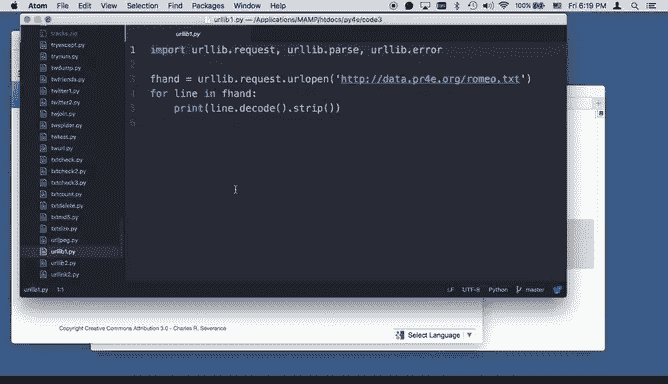 Atom File Edit View Selection Find Packages Window Help 100% Fri 6:19 PM
urllib1.py — /Applications/MAMP/htdocs/py4e/code3
tracks.zip
tryexcept.py
trynum.py
twdump.py
twfriends.py
twitter1.py
twitter2.py
twjoin.py
twspider.py
twtest.py
twurl.py
txtcheck.py
txtcheck2.py
txtcheck3.py
txtcount.py
txtdelete.py
txtmd5.py
txtsize.py
urljpeg.py
urllib1.py
urllib2.py
urllink2.py
urllib1.py
1 import urllib.request, urllib.parse, urllib.error
2
3 fhand = urllib.request.urlopen('http://data.pr4e.org/romeo.txt')
4 for line in fhand:
5 print(line.decode().strip())
6
urllib1.py 1:1 LF UTF-8 Python master
Copyright Creative Commons Attribution 3.0 - Charles R. Severance
Select Language